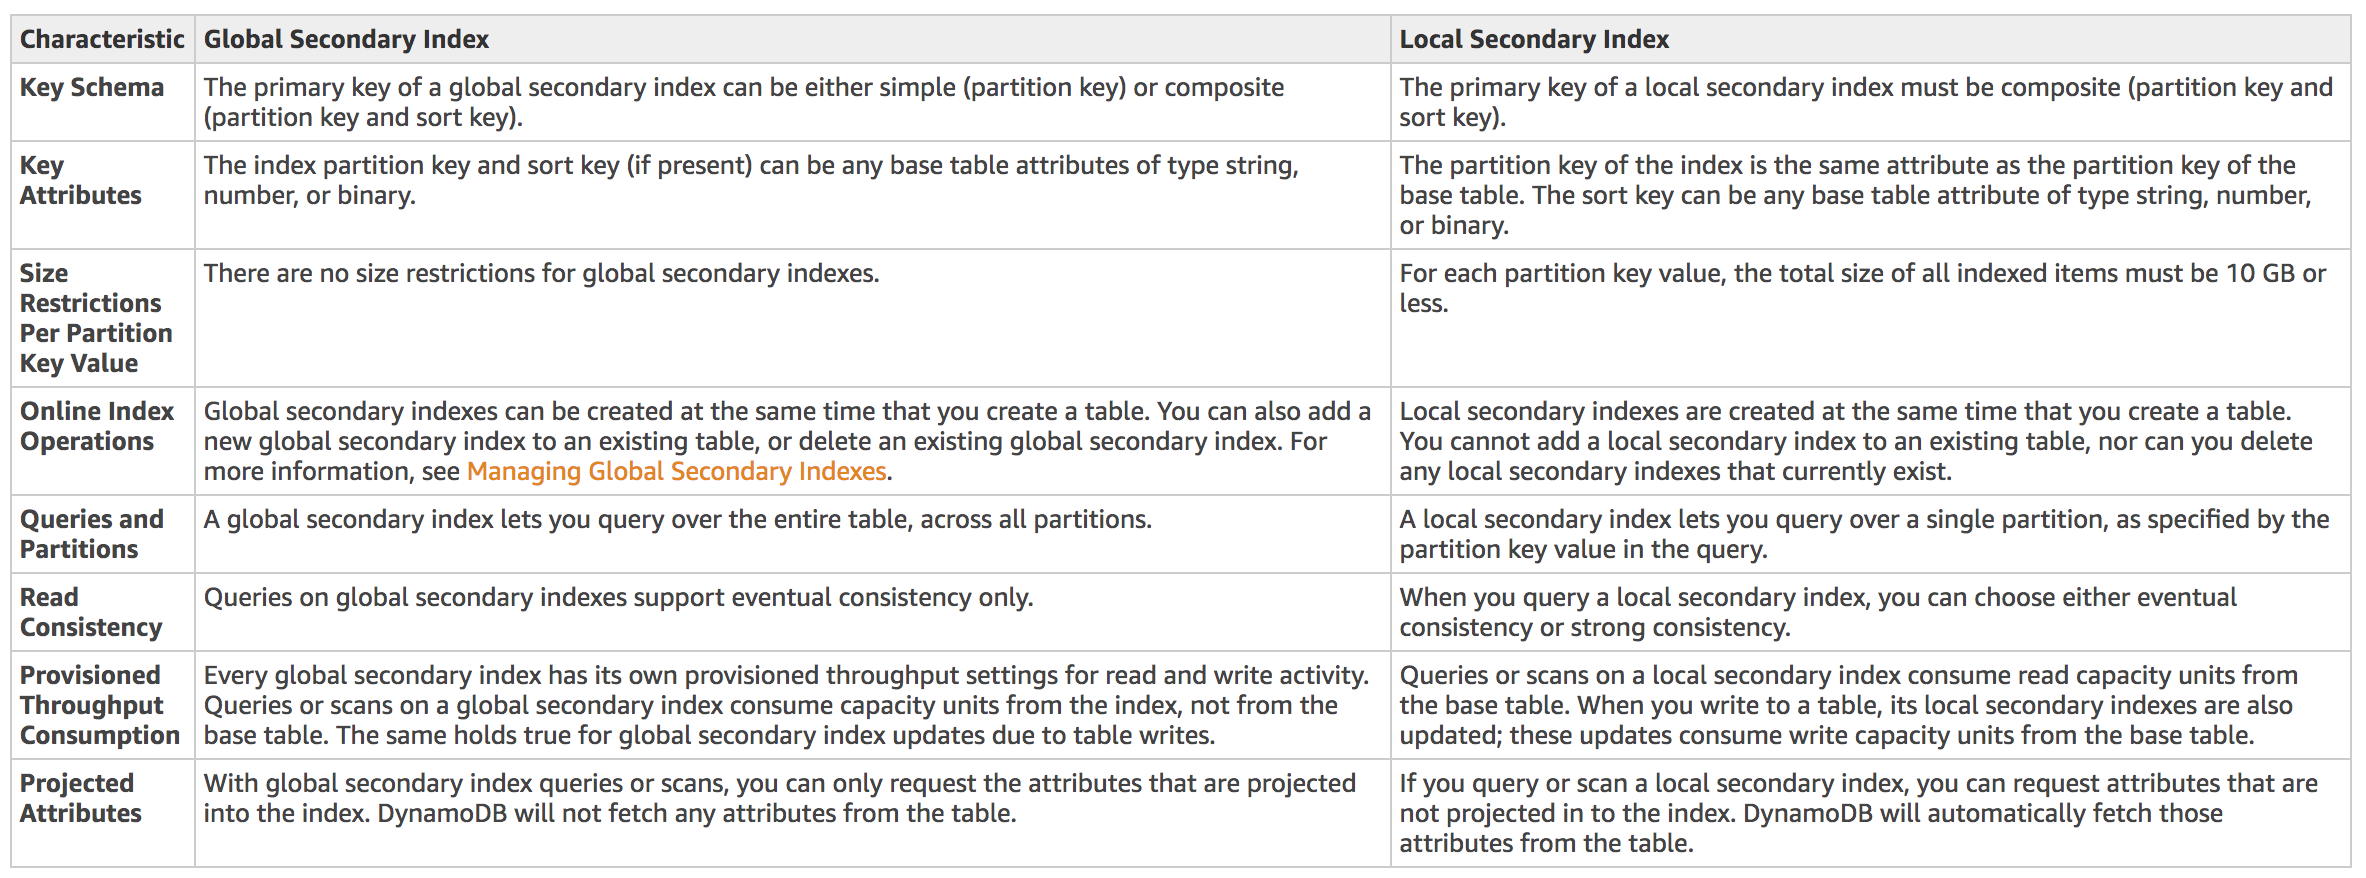 Characteristic
Global Secondary Index
Local Secondary Index
Key Schema
The primary key of a global secondary index can be either simple (partition key) or composite
(partition key and sort key).
The primary key of a local secondary index must be composite (partition key and
sort key).
Key
Attributes
The index partition key and sort key (if present) can be any base table attributes of type string,
number, or binary.
The partition key of the index is the same attribute as the partition key of the
base table. The sort key can be any base table attribute of type string, number,
or binary.
Size
Restrictions
Per Partition
Key Value
There are no size restrictions for global secondary indexes.
For each partition key value, the total size of all indexed items must be 10 GB or
less.
Online Index
Operations
Global secondary indexes can be created at the same time that you create a table. You can also add a
new global secondary index to an existing table, or delete an existing global secondary index. For
more information, see Managing Global Secondary Indexes.
Local secondary indexes are created at the same time that you create a table.
You cannot add a local secondary index to an existing table, nor can you delete
any local secondary indexes that currently exist.
Queries and
Partitions
A global secondary index lets you query over the entire table, across all partitions.
A local secondary index lets you query over a single partition, as specified by the
partition key value in the query.
Read
Consistency
Queries on global secondary indexes support eventual consistency only.
When you query a local secondary index, you can choose either eventual
consistency or strong consistency.
Provisioned
Throughput
Consumption
Every global secondary index has its own provisioned throughput settings for read and write activity.
Queries or scans on a global secondary index consume capacity units from the index, not from the
base table. The same holds true for global secondary index updates due to table writes.
Queries or scans on a local secondary index consume read capacity units from
the base table. When you write to a table, its local secondary indexes are also
updated; these updates consume write capacity units from the base table.
Projected
Attributes
With global secondary index queries or scans, you can only request the attributes that are projected
into the index. DynamoDB will not fetch any attributes from the table.
If you query or scan a local secondary index, you can request attributes that are
not projected in to the index. DynamoDB will automatically fetch those
attributes from the table.